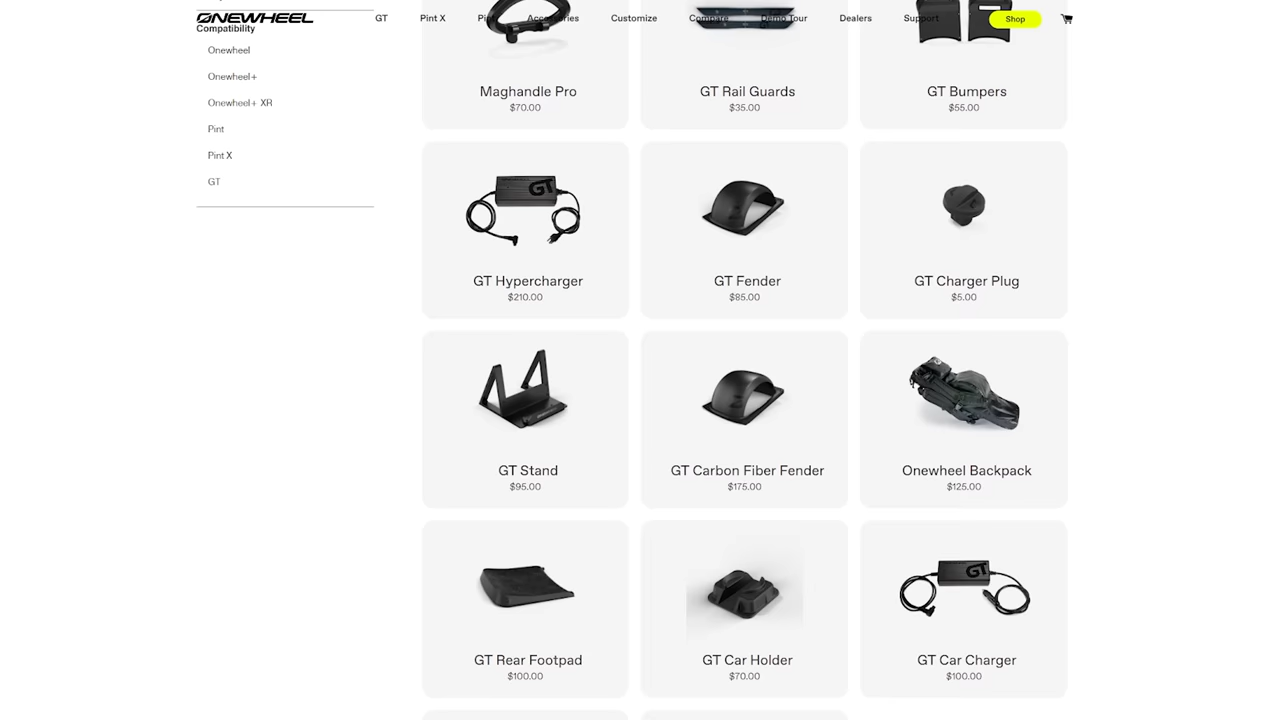 ONEWHEEL
GT
Pint X
Pint
Accessories
Customize
Compare
Demo Tour
Dealers
Support
Shop
Compatibility
Onewheel
Onewheel+
Onewheel+ XR
Pint
Pint X
GT
Maghandle Pro
$70.00
GT Rail Guards
$35.00
GT Bumpers
$55.00
GT
GT Hypercharger
$210.00
GT Fender
$85.00
GT Charger Plug
$5.00
GT Stand
$95.00
GT Carbon Fiber Fender
$175.00
Onewheel Backpack
$125.00
GT Rear Footpad
$100.00
GT Car Holder
$70.00
GT
GT Car Charger
$100.00